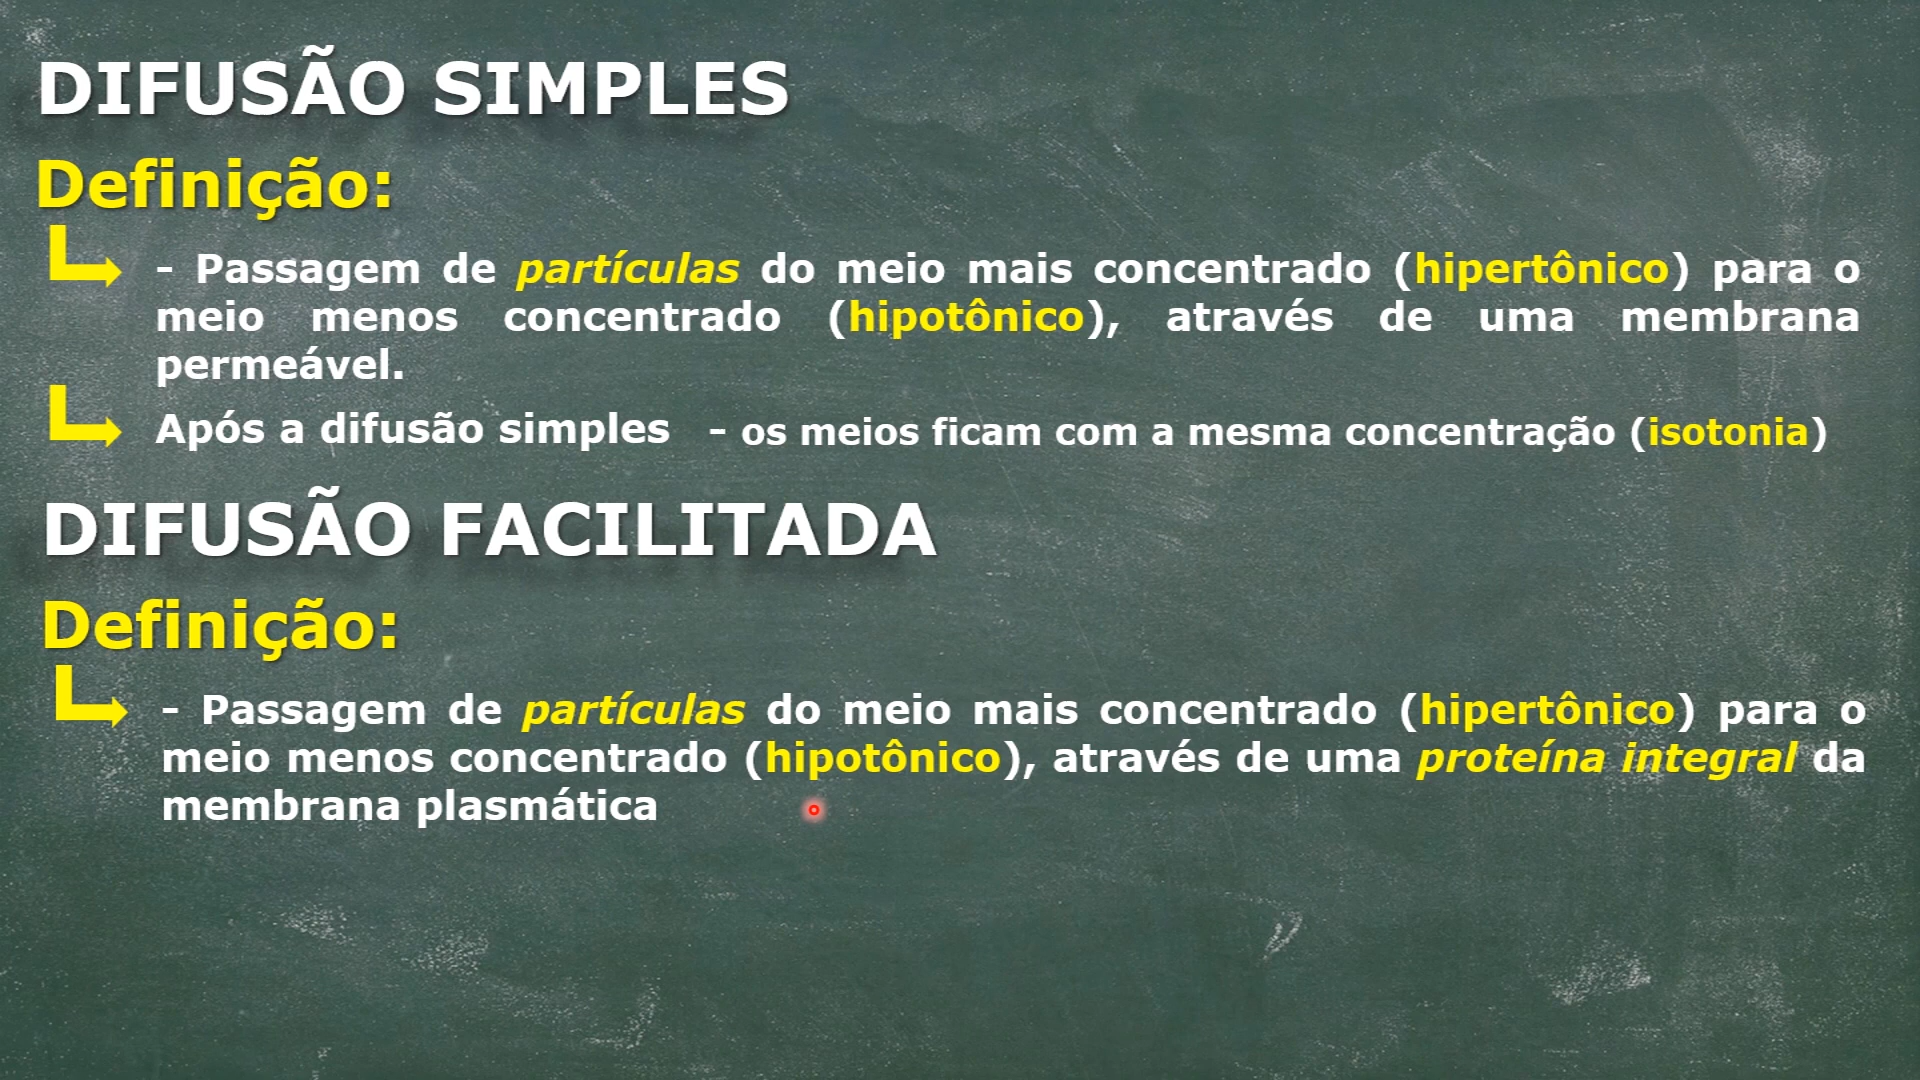 DIFUSÃO SIMPLES
Definição:
- Passagem de partículas do meio mais concentrado (hipertônico) para o
meio menos concentrado (hipotônico), através de uma membrana
permeável.
Após a difusão simples - os meios ficam com a mesma concentração (isotonia)
DIFUSÃO FACILITADA
Definição:
- Passagem de partículas do meio mais concentrado (hipertônico) para o
meio menos concentrado (hipotônico), através de uma proteína integral da
membrana plasmática